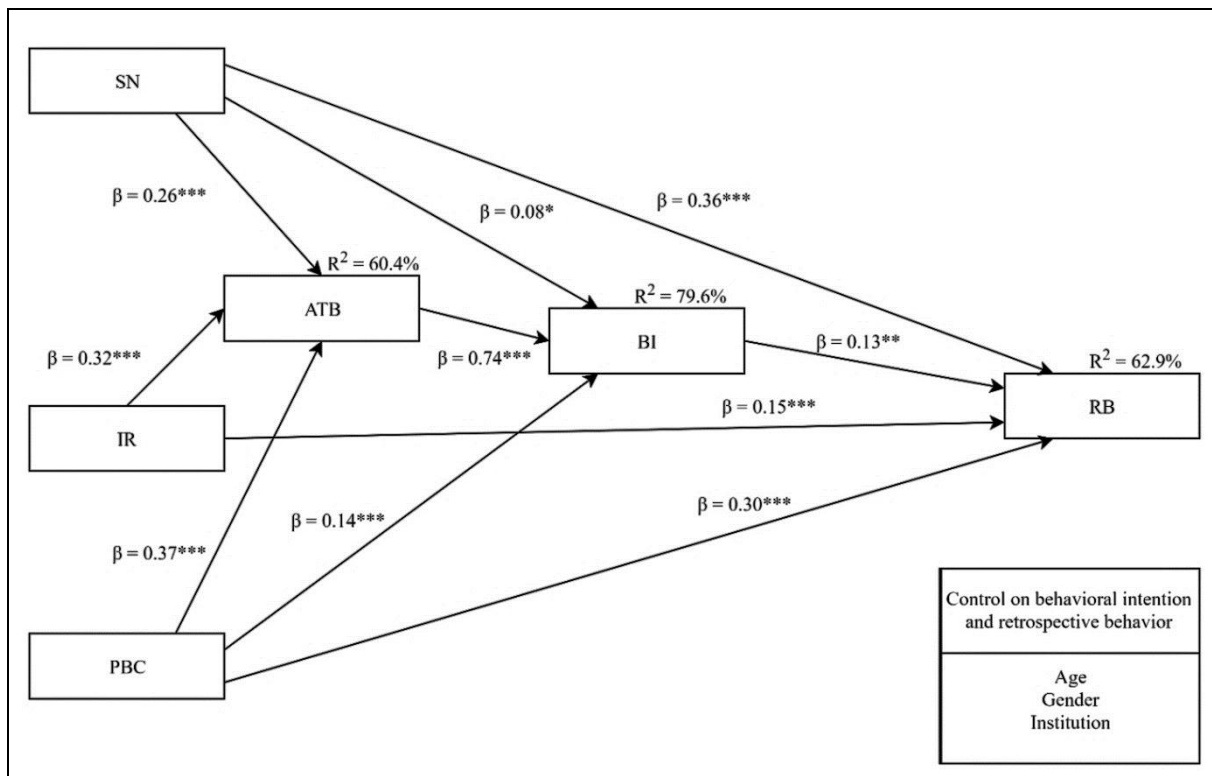 SN
β = 0.26***
β = 0.08*
β = 0.36***
R² = 60.4%
ATB
R² = 79.6%
BI
β = 0.32***
β = 0.74***
β = 0.13**
R² = 62.9%
RB
IR
β = 0.15***
β = 0.37***
β = 0.14***
β = 0.30***
PBC
Control on behavioral intention
and retrospective behavior
Age
Gender
Institution